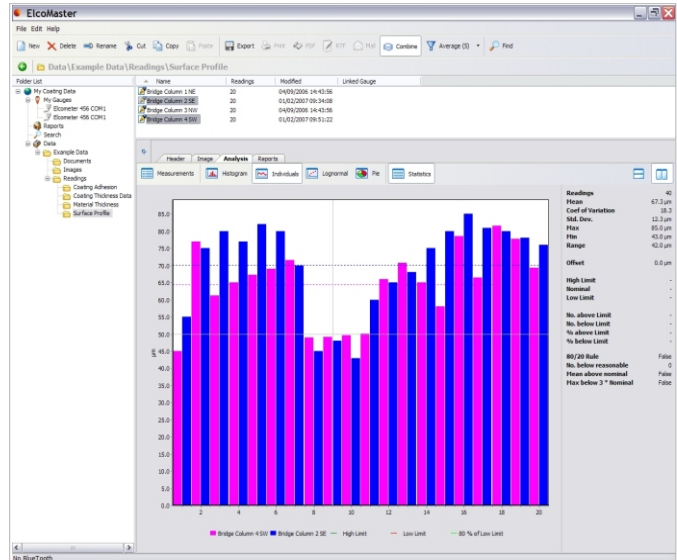 ElcoMaster
File Edit Help
New Delete Rename Cut Copy Paste Export Print PDF RTF Mail Combine Average (S) Find
Data\Example Data\Readings\Surface Profile
Folder List
My Coating Data
My Gauges
Elcometer 456 COM1
Elcometer 456 COM1
Reports
Search
Data
Example Data
Documents
Images
Readings
Coating Adhesion
Coating Thickness Data
Material Thickness
Surface Profile
Name Readings Modified Linked Gauge
Bridge Column 1 NE 20 04/09/2006 14:43:56
Bridge Column 2 SE 20 01/02/2007 09:34:08
Bridge Column 3 NW 20 04/09/2006 14:43:56
Bridge Column 4 SW 20 01/02/2007 09:51:22
Header Image Analysis Reports
Measurements Histogram Individuals Lognormal Pie Statistics
85.0
80.0
75.0
70.0
65.0
60.0
55.0
50.0
45.0
40.0
35.0
30.0
25.0
20.0
15.0
10.0
5.0
0.0
µm
2 4 6 8 10 12 14 16 18 20
Bridge Column 4 SW Bridge Column 2 SE High Limit Low Limit 80 % of Low Limit
Readings 40
Mean 67.3 µm
Coef of Variation 18.3
Std. Dev. 12.3 µm
Max 85.0 µm
Min 43.0 µm
Range 42.0 µm
Offset 0.0 µm
High Limit -
Nominal -
Low Limit -
No. above Limit -
No. below Limit -
% above Limit -
% below Limit -
80/20 Rule False
No. below reasonable 0
Mean above nominal False
Max below 3 * Nominal False
No BlueTooth